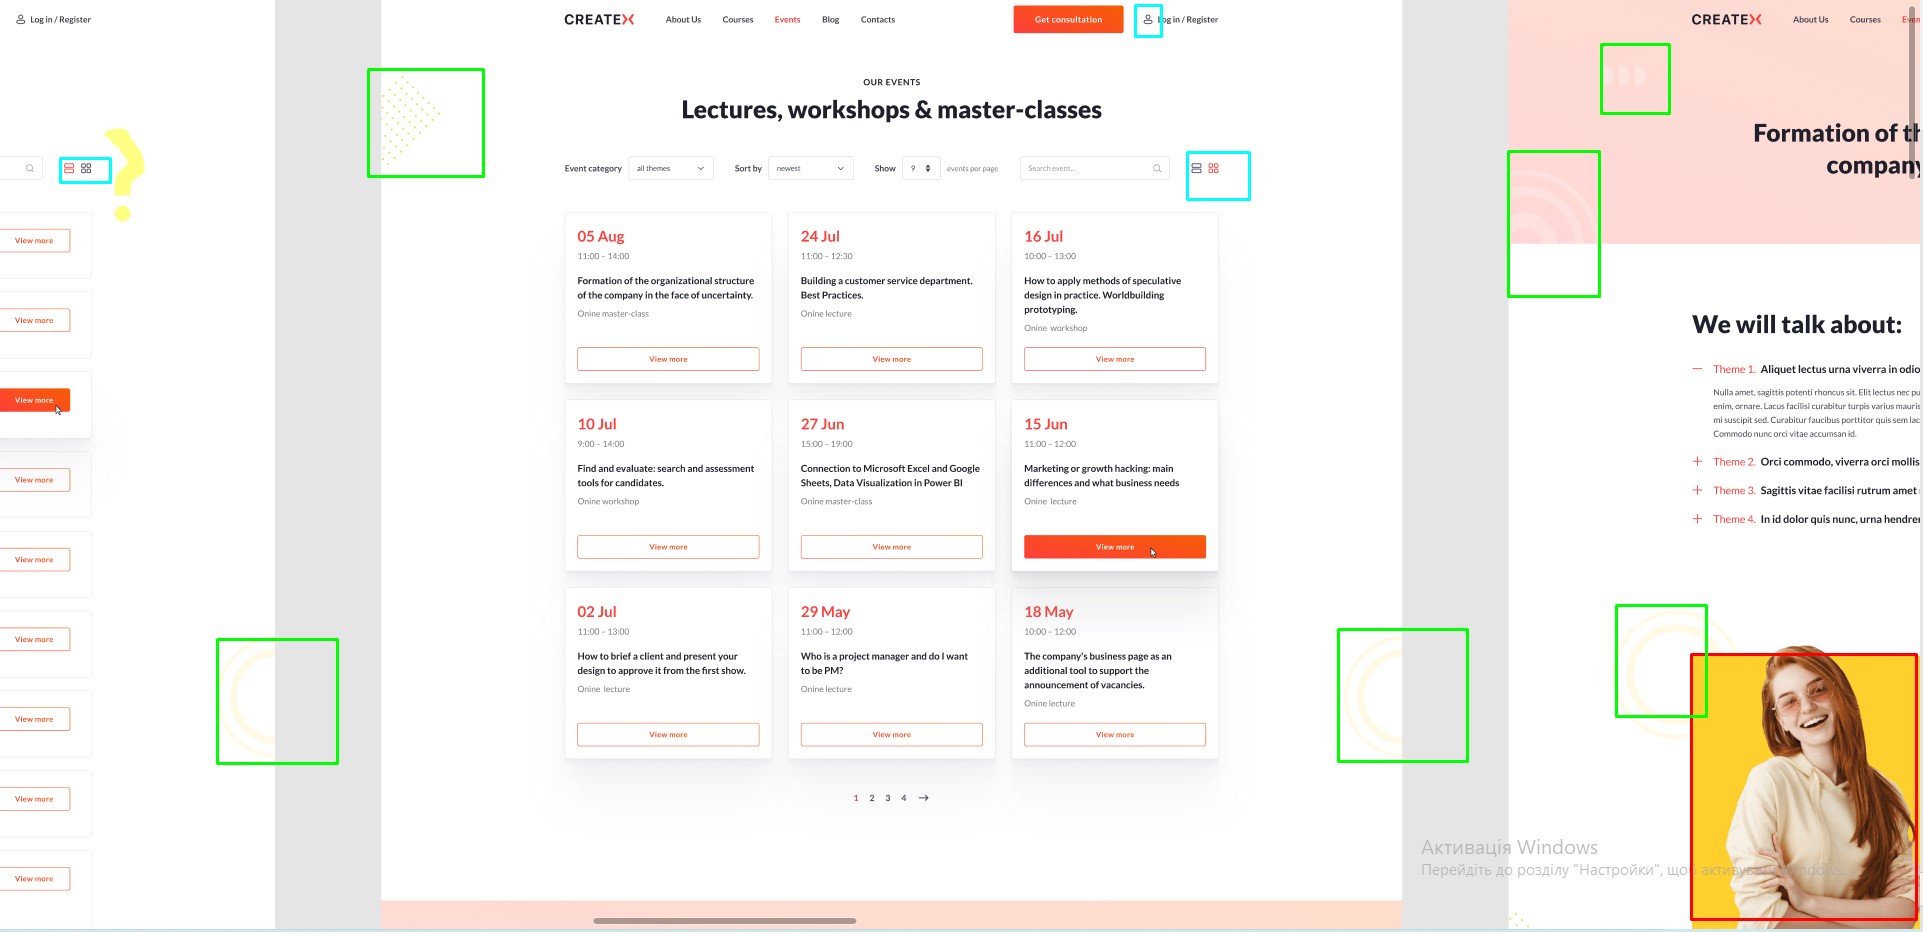 Log in / Register
View more
View more
View more
View more
View more
View more
View more
View more
View more
?
CREATEX
About Us
Courses
Events
Blog
Contacts
Get consultation
Log in / Register
OUR EVENTS
Lectures, workshops & master-classes
Event category
all themes
Sort by
newest
Show
9
events per page
Search event...
05 Aug
11:00 – 14:00
Formation of the organizational structure
of the company in the face of uncertainty.
Onine master-class
View more
24 Jul
11:00 – 12:30
Building a customer service department.
Best Practices.
Onine lecture
View more
16 Jul
10:00 – 13:00
How to apply methods of speculative
design in practice. Worldbuilding
prototyping.
Onine workshop
View more
10 Jul
9:00 – 14:00
Find and evaluate: search and assessment
tools for candidates.
Onine workshop
View more
27 Jun
15:00 – 19:00
Connection to Microsoft Excel and Google
Sheets, Data Visualization in Power BI
Onine master-class
View more
15 Jun
11:00 – 12:00
Marketing or growth hacking: main
differences and what business needs
Onine lecture
View more
02 Jul
11:00 – 13:00
How to brief a client and present your
design to approve it from the first show.
Onine lecture
View more
29 May
11:00 – 12:00
Who is a project manager and do I want
to be PM?
Onine lecture
View more
18 May
10:00 – 12:00
The company's business page as an
additional tool to support the
announcement of vacancies.
Onine lecture
View more
1 2 3 4
CREATEX
About Us
Courses
Formation of
company
We will talk about:
Theme 1. Aliquet lectus urna viverra in odio
Nulla amet, sagittis potenti rhoncus sit. Elit lectus nec
enim, ornare. Lacus facilisi curabitur turpis varius mauris
mi suscipit sed. Curabitur faucibus porttitor quis sem
Commodo nunc orci vitae accumsan id.
Theme 2. Orci commodo, viverra orci mollis
Theme 3. Sagittis vitae facilisi rutrum amet
Theme 4. In id dolor quis nunc, urna
Активація Windows
Перейдіть до розділу "Настройки", щоб активувати Windows.